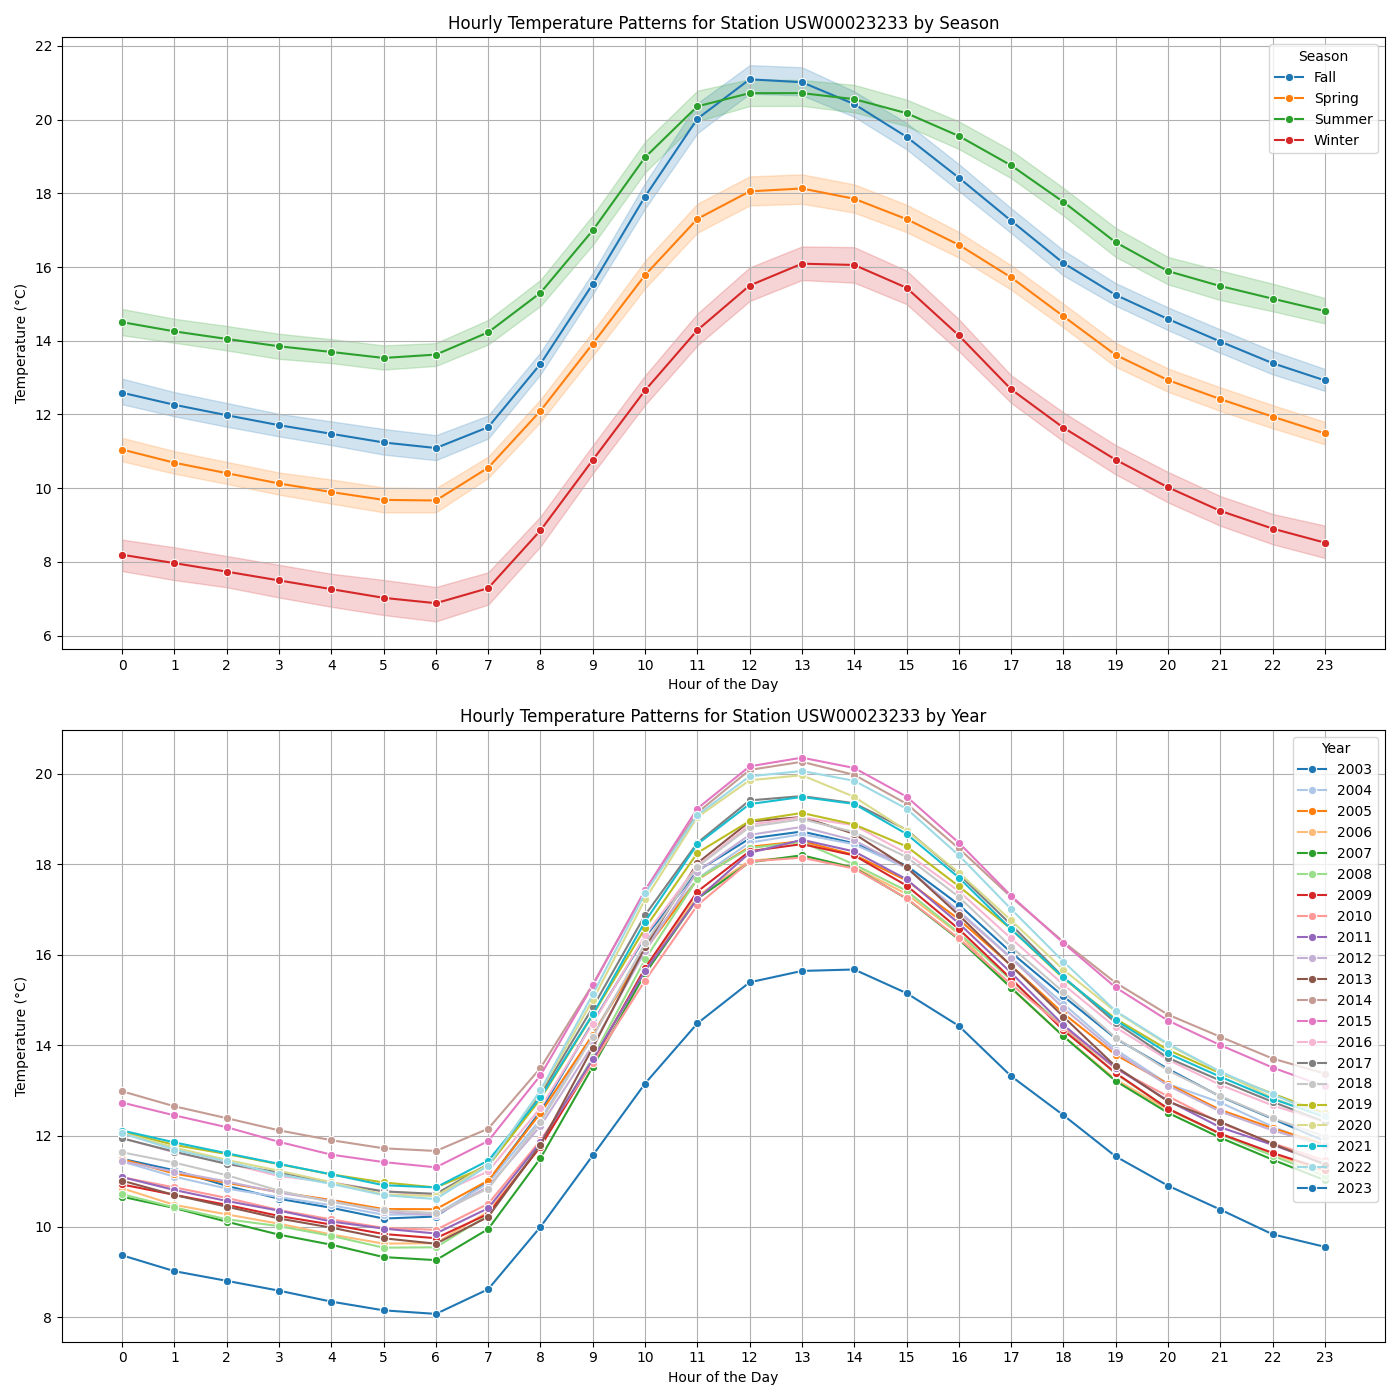 Hourly Temperature Patterns for Station USW00023233 by Season
22
20
18
16
14
12
10
8
6
Temperature (°C)
Season
Fall
Spring
Summer
Winter
0 1 2 3 4 5 6 7 8 9 10 11 12 13 14 15 16 17 18 19 20 21 22 23
Hour of the Day
Hourly Temperature Patterns for Station USW00023233 by Year
20
18
16
14
12
10
8
Temperature (°C)
Year
2003
2004
2005
2006
2007
2008
2009
2010
2011
2012
2013
2014
2015
2016
2017
2018
2019
2020
2021
2022
2023
0 1 2 3 4 5 6 7 8 9 10 11 12 13 14 15 16 17 18 19 20 21 22 23
Hour of the Day